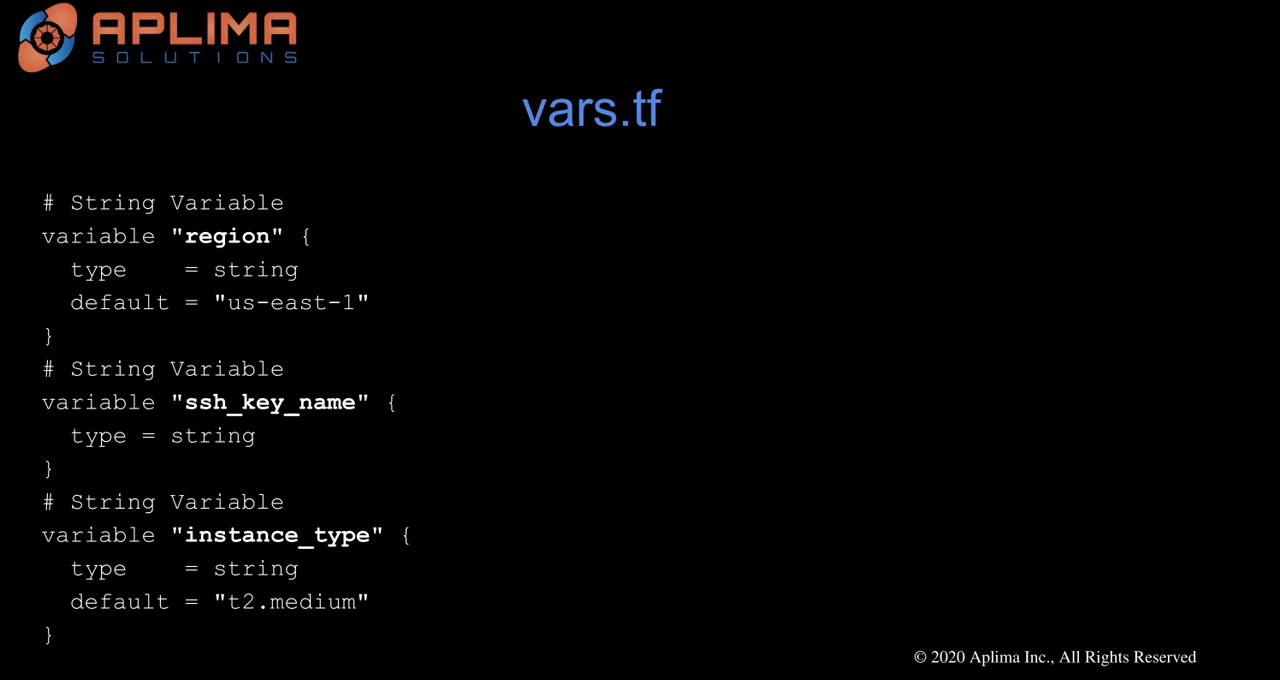 APLIMA
SOLUTIONS
vars.tf
# String Variable
variable "region" {
  type    = string
  default = "us-east-1"
}
# String Variable
variable "ssh_key_name" {
  type = string
}
# String Variable
variable "instance_type" {
  type    = string
  default = "t2.medium"
}
© 2020 Aplima Inc., All Rights Reserved